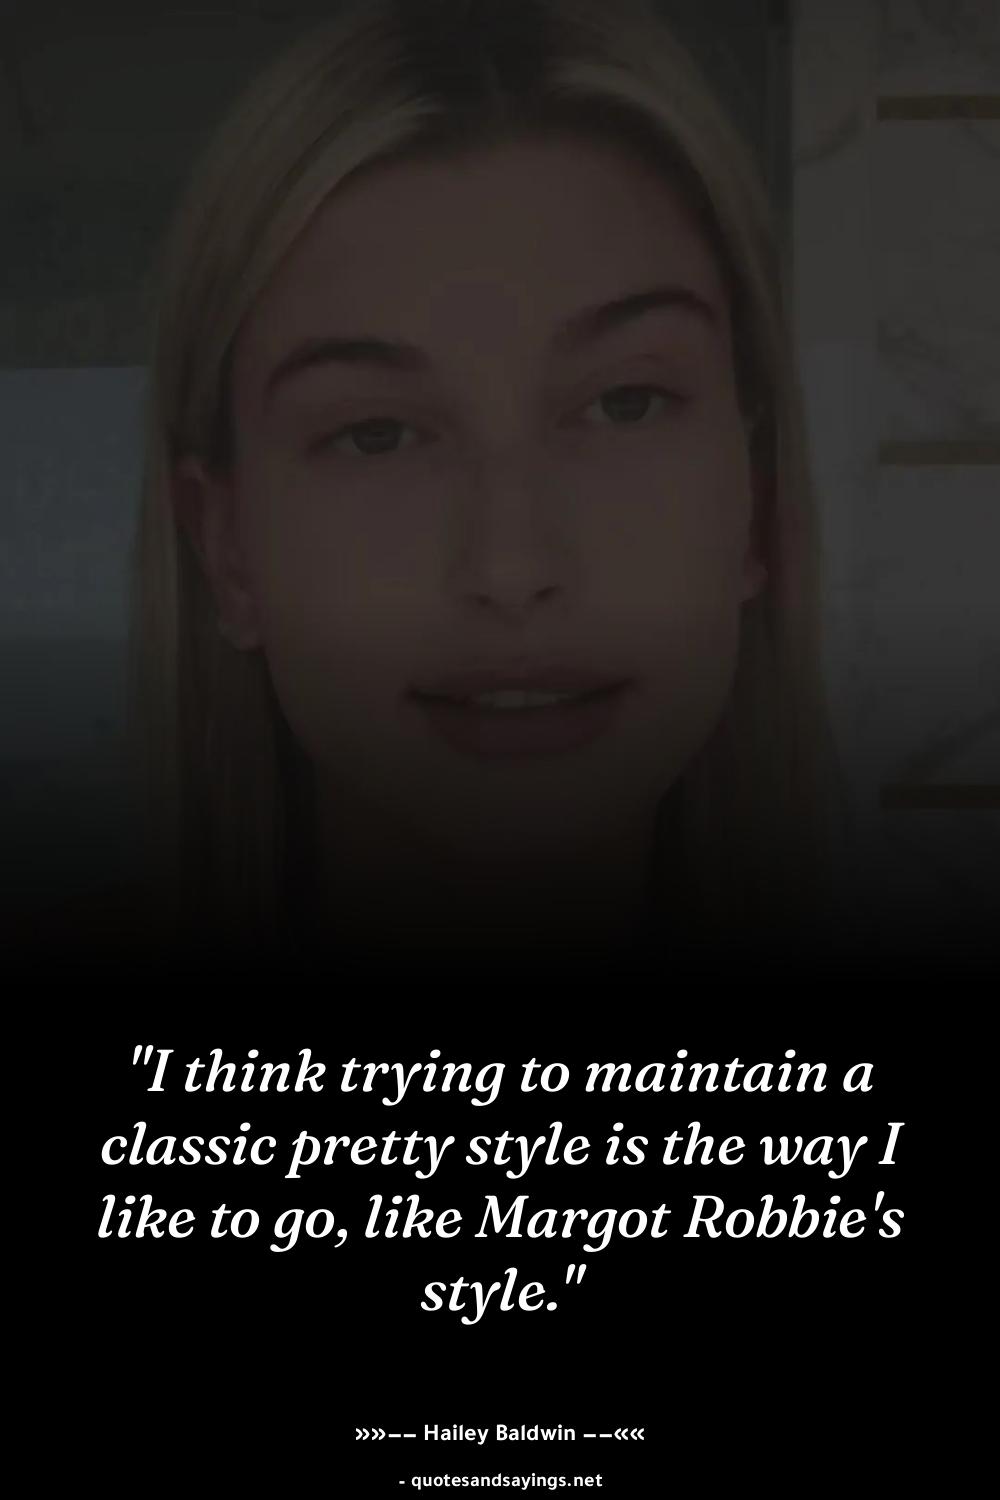 "I think trying to maintain a
classic pretty style is the way I
like to go, like Margot Robbie's
style."
»»–– Hailey Baldwin ––««
- quotesandsayings.net